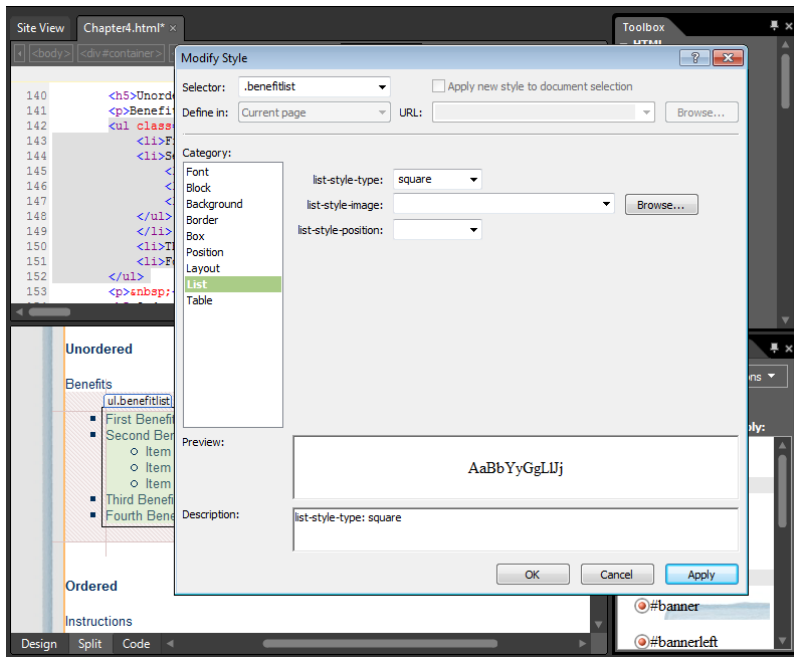 Site View Chapter4.html* ×
Toolbox
<body> <div#container>
Modify Style
Selector: .benefitlist Apply new style to document selection
Define in: Current page URL: Browse...
140 <h5>Unord
141 <p>Benefi
142 <ul class
143 <li>F
144 <li>Se
145 <
146 <
147 <
148 </ul>
149 </li>
150 <li>T
151 <li>F
152 </ul>
153 <p>&nbsp;
Category:
Font
Block
Background
Border
Box
Position
Layout
List
Table
list-style-type: square
list-style-image: Browse...
list-style-position:
Unordered
Benefits
ul.benefitlist
First Benefit
Second Ben
Item
Item
Item
Third Benefi
Fourth Bene
Ordered
Instructions
ons
ply:
Preview:
AaBbYyGgLlJj
Description: list-style-type: square
OK Cancel Apply
#banner
#bannerleft
Design Split Code